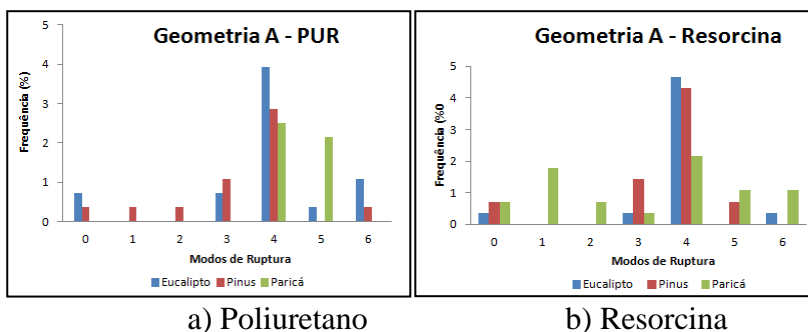 Geometria A - PUR
Frequência (%)
5
4
3
2
1
0
0 1 2 3 4 5 6
Modos de Ruptura
Eucalipto Pinus Paricá
a) Poliuretano
Geometria A - Resorcina
Frequência (%0
5
4
3
2
1
0
0 1 2 3 4 5 6
Modos de Ruptura
Eucalipto Pinus Paricá
b) Resorcina